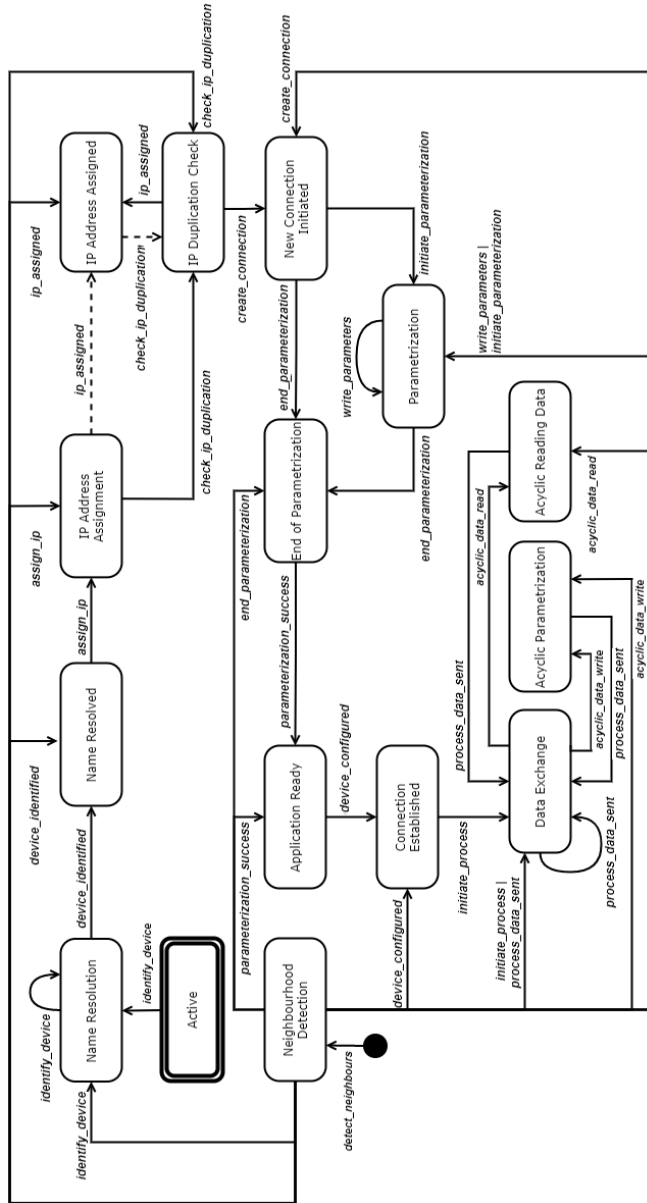 identify_device
Name Resolution
identify_device
identify_device
Active
device_identified
device_identified
Name Resolved
assign_ip
assign_ip
IP Address
Assignment
ip_assigned
check_ip_duplication
ip_assigned
IP Address Assigned
check_ip_duplication
ip_assigned
IP Duplication Check
check_ip_duplication
create_connection
detect_neighbours
Neighbourhood
Detection
parameterization_success
Application Ready
parameterization_success
end_parameterization
End of Parametrization
end_parameterization
New Connection
Initiated
create_connection
device_configured
device_configured
Connection
Established
initiate_process
end_parameterization
write_parameters
Parametrization
initiate_parameterization
write_parameters |
initiate_parameterization
initiate_process |
process_data_sent
process_data_sent
Data Exchange
process_data_sent
acyclic_data_read
acyclic_data_write
process_data_sent
Acyclic Parametrization
acyclic_data_write
Acyclic Reading Data
acyclic_data_read